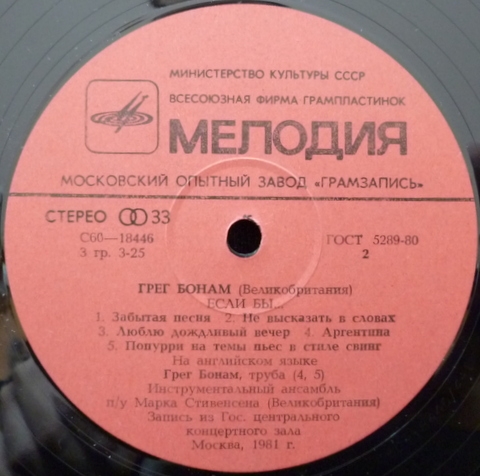 МИНИСТЕРСТВО КУЛЬТУРЫ СССР
ВСЕСОЮЗНАЯ ФИРМА ГРАМПЛАСТИНОК
МЕЛОДИЯ
МОСКОВСКИЙ ОПЫТНЫЙ ЗАВОД «ГРАМЗАПИСЬ»
СТЕРЕО 33
С60—18446 ГОСТ 5289-80
3 гр. 3-25 2
ГРЕГ БОНАМ (Великобритания)
ЕСЛИ БЫ...
1. Забытая песня 2. Не высказать в словах
3. Люблю дождливый вечер 4. Аргентина
5. Попурри на темы пьес в стиле свинг
На английском языке
Грег Бонам, труба (4, 5)
Инструментальный ансамбль
п/у Марка Стивенсена (Великобритания)
Запись из Гос. центрального
концертного зала
Москва, 1981 г.